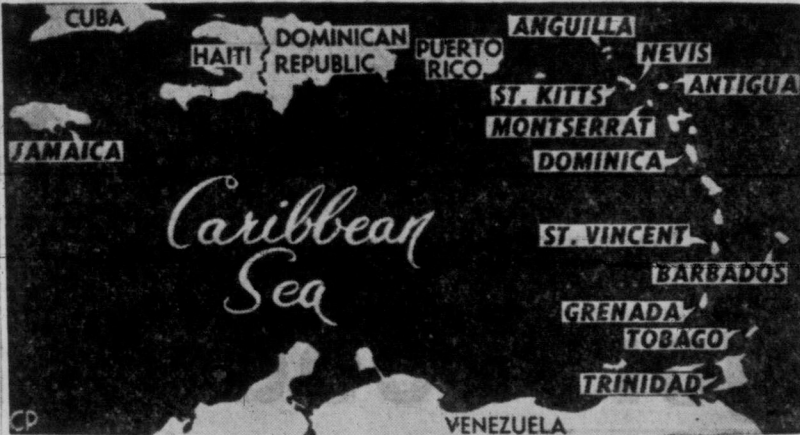 CUBA
HAITI
DOMINICAN
REPUBLIC
PUERTO
RICO
ANGUILLA
NEVIS
ST. KITTS
ANTIGUA
MONTSERRAT
JAMAICA
DOMINICA
Caribbean
Sea
ST. VINCENT
BARBADOS
GRENADA
TOBAGO
TRINIDAD
CP
VENEZUELA